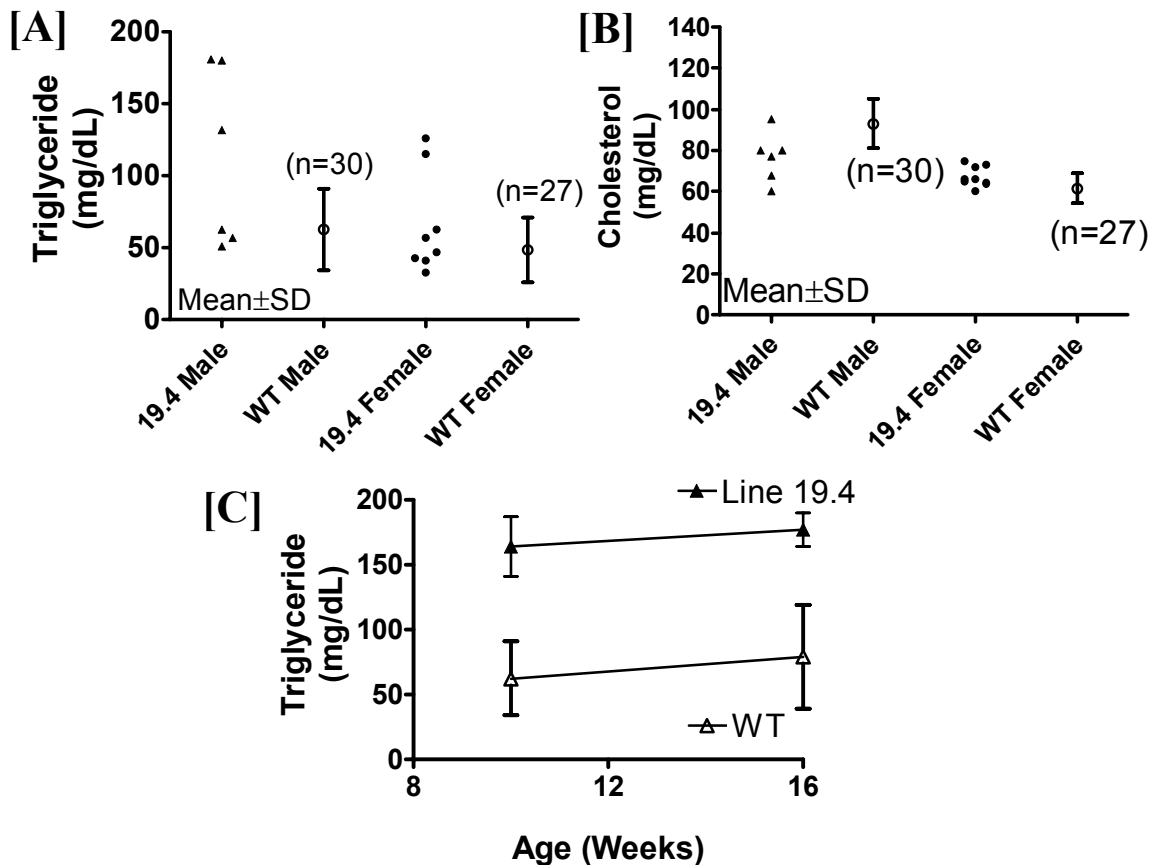 [A]
Triglyceride
(mg/dL)
200
150
100
50
0
(n=30)
(n=27)
Mean±SD
19.4 Male
WT Male
19.4 Female
WT Female
[B]
Cholesterol
(mg/dL)
140
120
100
80
60
40
20
0
(n=30)
(n=27)
Mean±SD
19.4 Male
WT Male
19.4 Female
WT Female
[C]
Triglyceride
(mg/dL)
200
150
100
50
0
Line 19.4
WT
8
12
16
Age (Weeks)